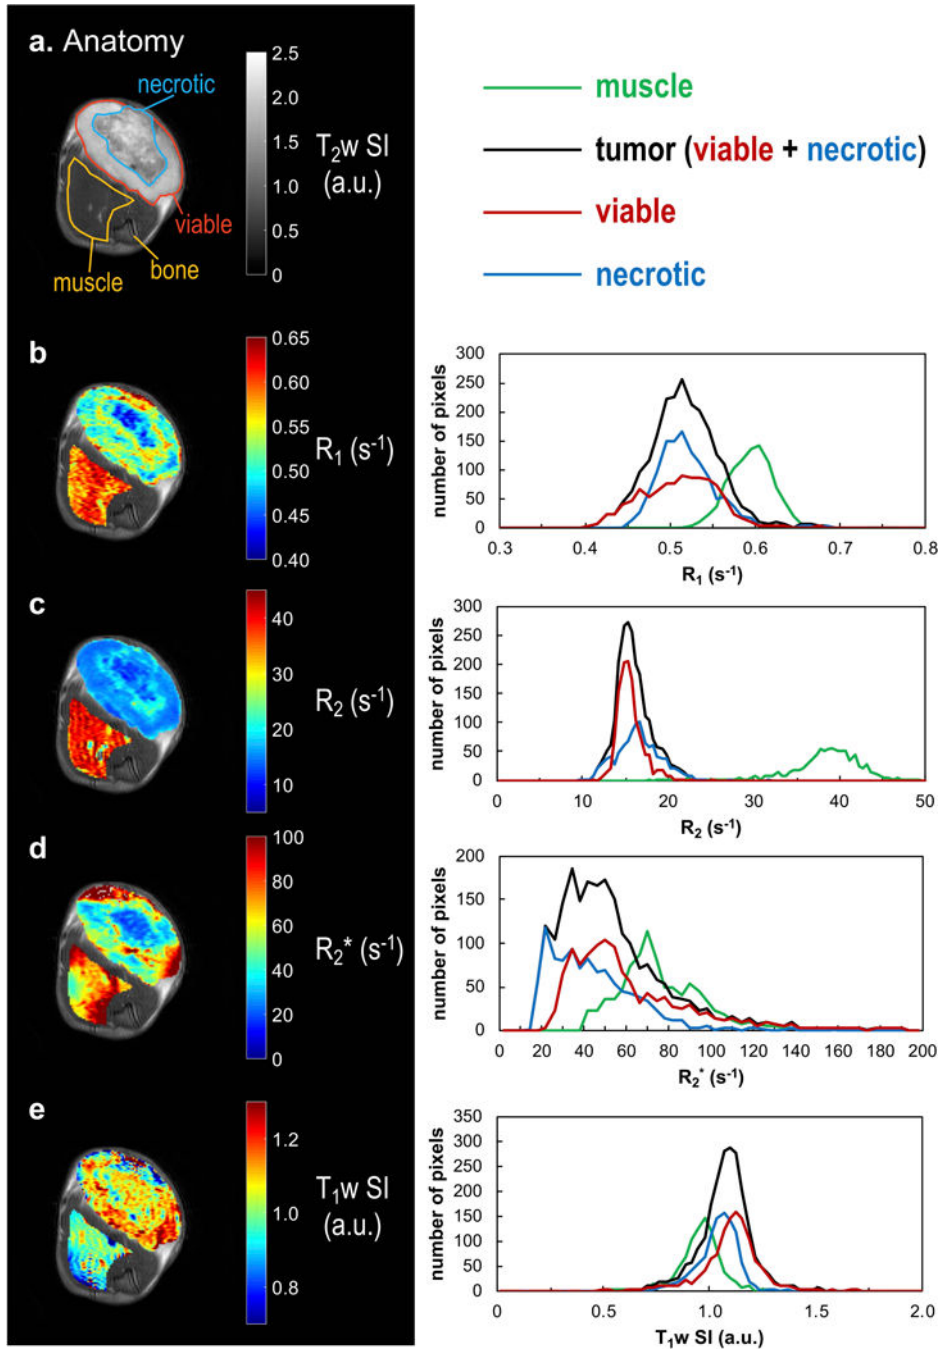 a. Anatomy
necrotic
viable
bone
muscle
2.5
2.0
1.5
1.0
0.5
0
T₂w SI
(a.u.)
muscle
tumor (viable + necrotic)
viable
necrotic
b
0.65
0.60
0.55
0.50
0.45
0.40
R₁ (s⁻¹)
number of pixels
300
250
200
150
100
50
0
0.3 0.4 0.5 0.6 0.7 0.8
R₁ (s⁻¹)
c
40
30
20
10
R₂ (s⁻¹)
number of pixels
300
250
200
150
100
50
0
0 10 20 30 40 50
R₂ (s⁻¹)
d
100
80
60
40
20
0
R₂* (s⁻¹)
number of pixels
200
150
100
50
0
0 20 40 60 80 100 120 140 160 180 200
R₂* (s⁻¹)
e
1.2
1.0
0.8
T₁w SI
(a.u.)
number of pixels
350
300
250
200
150
100
50
0
0 0.5 1.0 1.5 2.0
T₁w SI (a.u.)